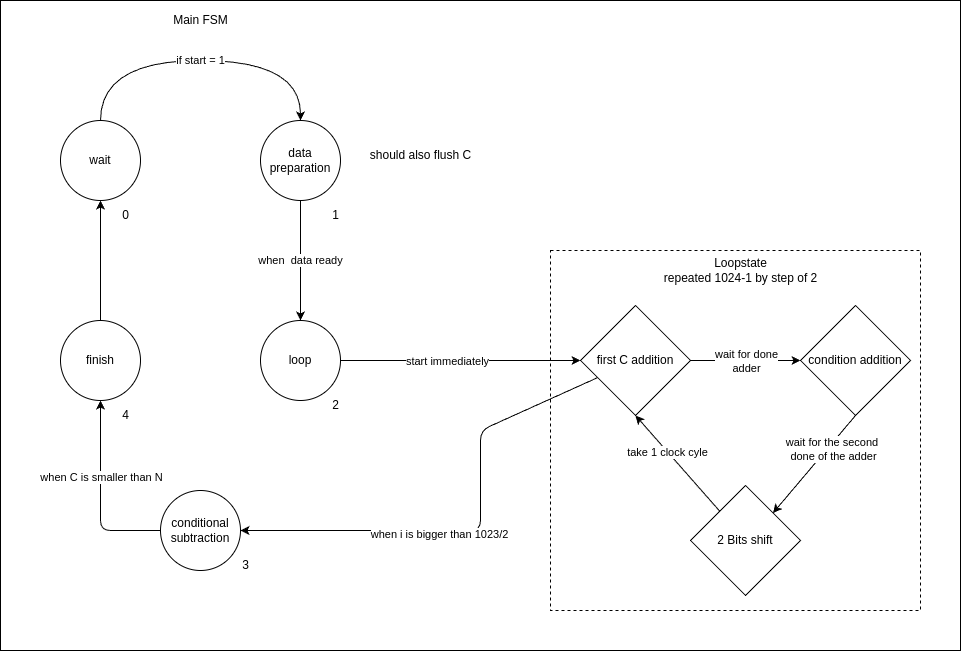 Main FSM
if start = 1
wait
data
preparation
should also flush C
0
1
when  data ready
Loopstate
repeated 1024-1 by step of 2
finish
loop
start immediately
first C addition
wait for done
adder
condition addition
4
2
wait for the second
done of the adder
take 1 clock cyle
when C is smaller than N
conditional
subtraction
when i is bigger than 1023/2
2 Bits shift
3